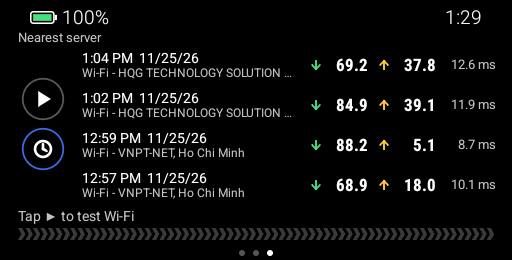 100% 1:29
Nearest server
1:04 PM 11/25/26 69.2 37.8 12.6 ms
Wi-Fi - HQG TECHNOLOGY SOLUTION ...
1:02 PM 11/25/26 84.9 39.1 11.9 ms
Wi-Fi - HQG TECHNOLOGY SOLUTION ...
12:59 PM 11/25/26 88.2 5.1 8.7 ms
Wi-Fi - VNPT-NET, Ho Chi Minh
12:57 PM 11/25/26 68.9 18.0 10.1 ms
Wi-Fi - VNPT-NET, Ho Chi Minh
Tap ► to test Wi-Fi